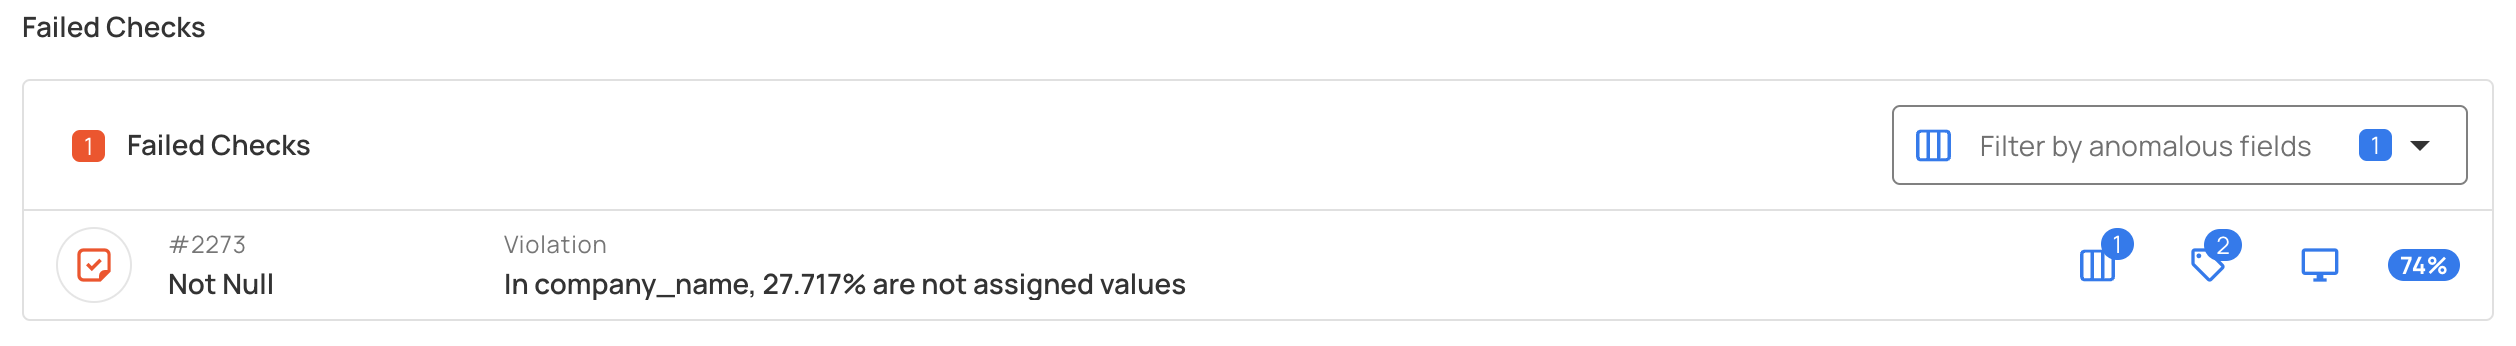 Failed Checks
1 Failed Checks
Filter by anomalous fields 1
#2273
Not Null
Violation
In company_name, 27.717% are not assigned values
1
2
74%